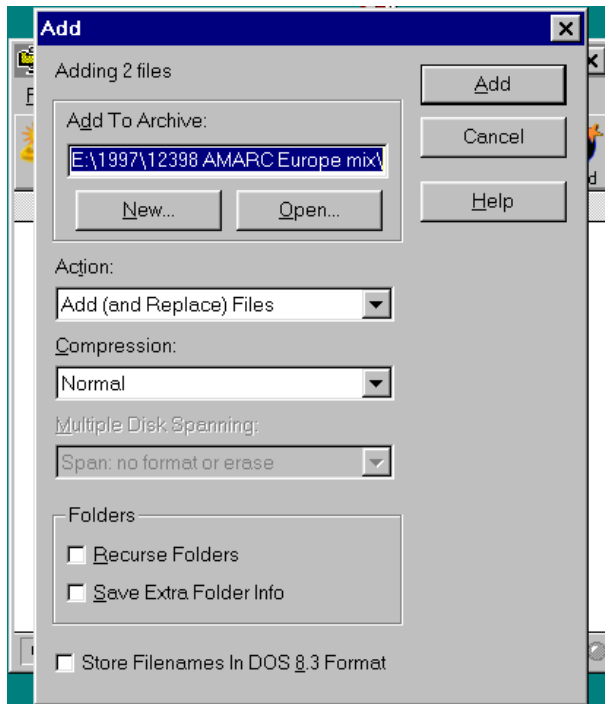 Add
Adding 2 files
Add To Archive:
E:\1997\12398 AMARC Europe mix\
New...
Open...
Add
Cancel
Help
Action:
Add (and Replace) Files
Compression:
Normal
Multiple Disk Spanning:
Span: no format or erase
Folders
Recurse Folders
Save Extra Folder Info
Store Filenames In DOS 8.3 Format